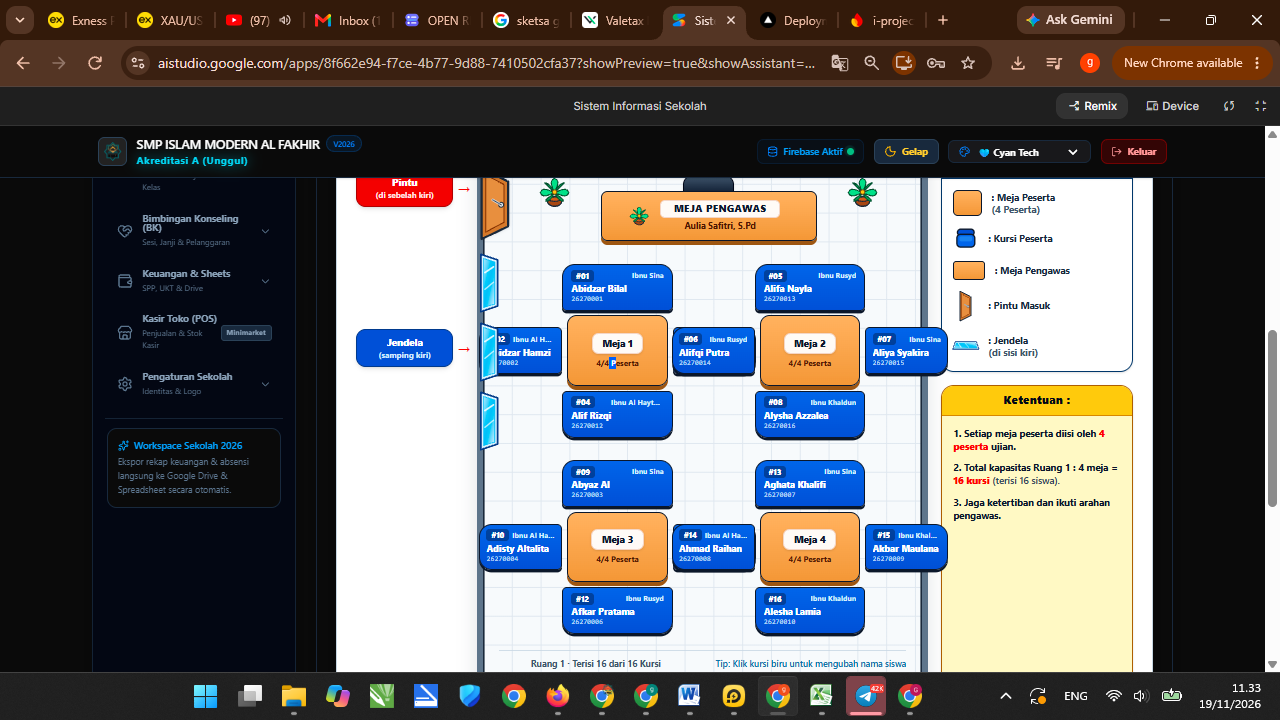 Exness
XAU/US
(97)
Inbox (1
OPEN R
sketsa g
Valetax
Sist
Deployn
i-projec
Ask Gemini
aistudio.google.com/apps/8f662e94-f7ce-4b77-9d88-7410502cfa37?showPreview=true&showAssistant=...
g
New Chrome available
Sistem Informasi Sekolah
Remix
Device
SMP ISLAM MODERN AL FAKHIR
V2026
Akreditasi A (Unggul)
Firebase Aktif
Gelap
Cyan Tech
Keluar
Kelas
Bimbingan Konseling
(BK)
Sesi, Janji & Pelanggaran
Keuangan & Sheets
SPP, UKT & Drive
Kasir Toko (POS)
Penjualan & Stok
Kasir
Minimarket
Pengaturan Sekolah
Identitas & Logo
Workspace Sekolah 2026
Ekspor rekap keuangan & absensi
langsung ke Google Drive &
Spreadsheet secara otomatis.
Pintu
(di sebelah kiri) →
Jendela
(samping kiri) →
MEJA PENGAWAS
Aulia Safitri, S.Pd
#01 Ibnu Sina
Abidzar Bilal
26270001
#05 Ibnu Rusyd
Alifa Nayla
26270013
02 Ibnu Al H...
idzar Hamzi
70002
Meja 1
4/4 Peserta
#06 Ibnu Rusyd
Alifqi Putra
26270014
Meja 2
4/4 Peserta
#07 Ibnu Sina
Aliya Syakira
26270015
#04 Ibnu Al Hayt...
Alif Rizqi
26270012
#08 Ibnu Khaldun
Alysha Azzalea
26270016
#09 Ibnu Sina
Abyaz Al
26270003
#13 Ibnu Sina
Aghata Khalifi
26270007
#10 Ibnu Al Ha...
Adisty Altalita
26270004
Meja 3
4/4 Peserta
#14 Ibnu Al Ha...
Ahmad Raihan
26270008
Meja 4
4/4 Peserta
#15 Ibnu Khal...
Akbar Maulana
26270009
#12 Ibnu Rusyd
Afkar Pratama
26270006
#16 Ibnu Khaldun
Alesha Lamia
26270010
Ruang 1 · Terisi 16 dari 16 Kursi
Tip: Klik kursi biru untuk mengubah nama siswa
: Meja Peserta
(4 Peserta)
: Kursi Peserta
: Meja Pengawas
: Pintu Masuk
: Jendela
(di sisi kiri)
Ketentuan :
1. Setiap meja peserta diisi oleh 4
peserta ujian.
2. Total kapasitas Ruang 1 : 4 meja =
16 kursi (terisi 16 siswa).
3. Jaga ketertiban dan ikuti arahan
pengawas.
42K
ENG
11.33
19/11/2026